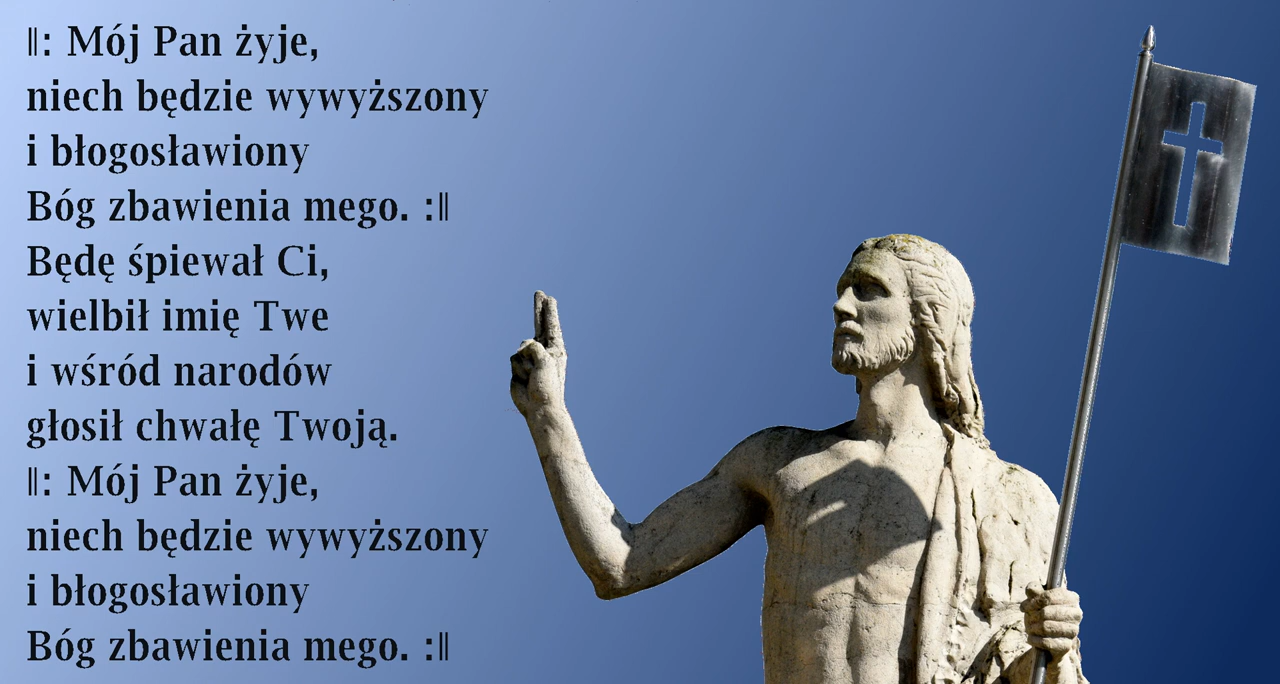 𝄆 Mój Pan żyje,
niech będzie wywyższony
i błogosławiony
Bóg zbawienia mego. 𝄇
Będę śpiewał Ci,
wielbił imię Twe
i wśród narodów
głosił chwałę Twoją.
𝄆 Mój Pan żyje,
niech będzie wywyższony
i błogosławiony
Bóg zbawienia mego. 𝄇